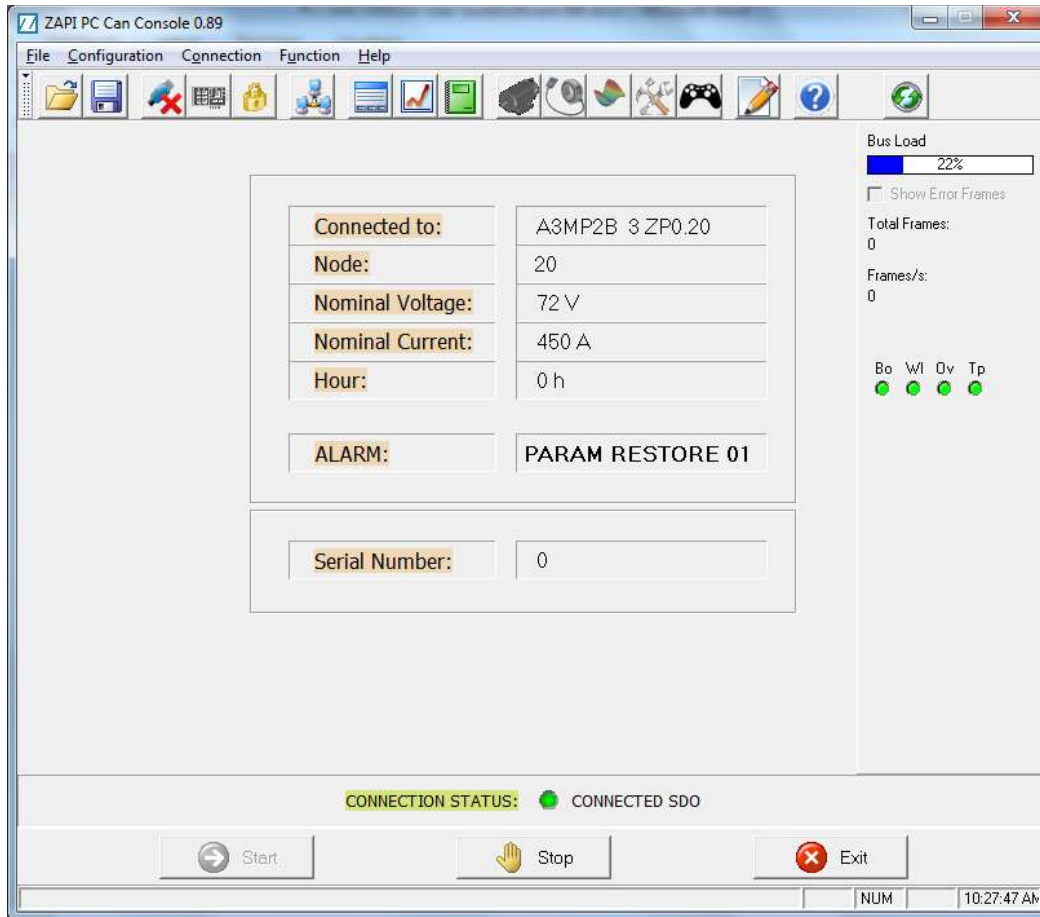 ZAPI PC Can Console 0.89
File Configuration Connection Function Help
Bus Load
22%
Show Error Frames
Total Frames:
0
Frames/s:
0
Bo Wl Ov Tp
Connected to: A3MP2B 3 ZP0.20
Node: 20
Nominal Voltage: 72 V
Nominal Current: 450 A
Hour: 0 h
ALARM: PARAM RESTORE 01
Serial Number: 0
CONNECTION STATUS: CONNECTED SDO
Start Stop Exit
NUM 10:27:47 AM